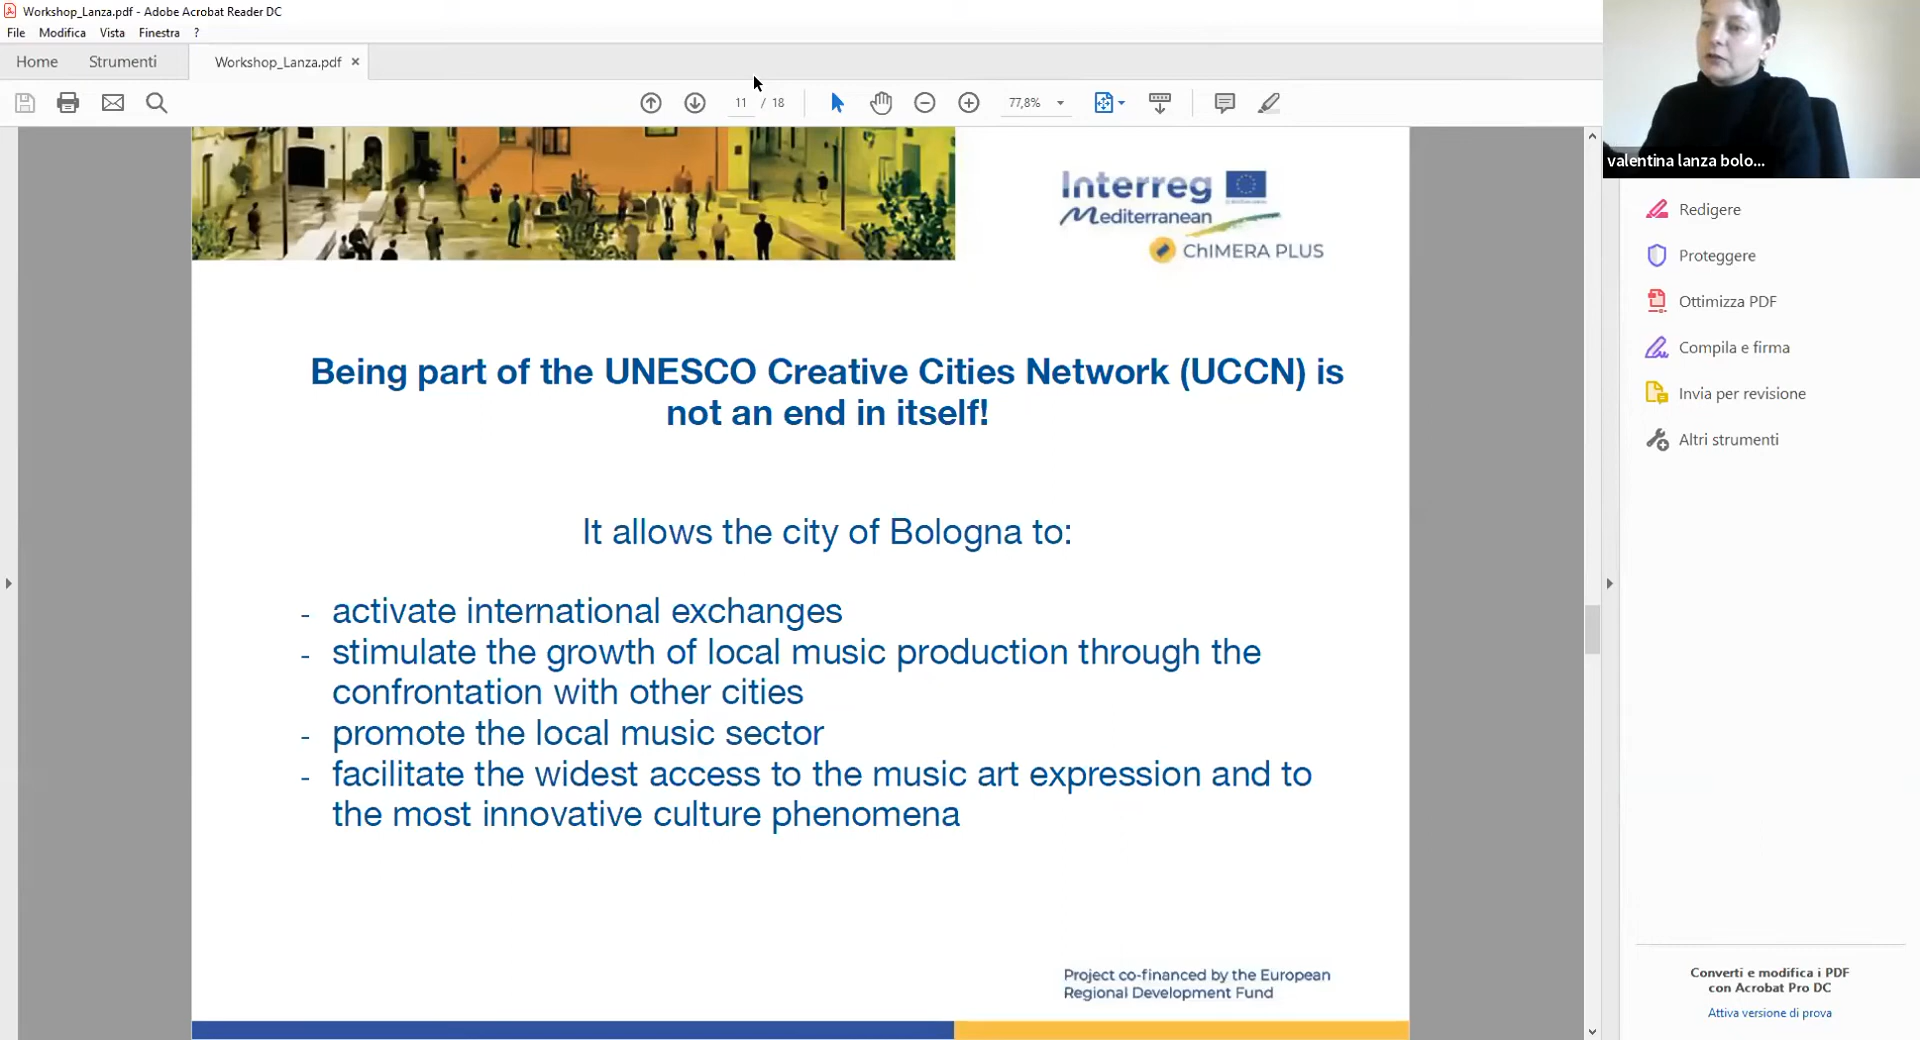 Workshop_Lanza.pdf - Adobe Acrobat Reader DC
File Modifica Vista Finestra ?
Home Strumenti Workshop_Lanza.pdf ×
11 / 18 77,8%
valentina lanza bolo...
Interreg
Mediterranean
ChIMERA PLUS
Being part of the UNESCO Creative Cities Network (UCCN) is
not an end in itself!
It allows the city of Bologna to:
- activate international exchanges
- stimulate the growth of local music production through the
confrontation with other cities
- promote the local music sector
- facilitate the widest access to the music art expression and to
the most innovative culture phenomena
Project co-financed by the European
Regional Development Fund
Redigere
Proteggere
Ottimizza PDF
Compila e firma
Invia per revisione
Altri strumenti
Converti e modifica i PDF
con Acrobat Pro DC
Attiva versione di prova